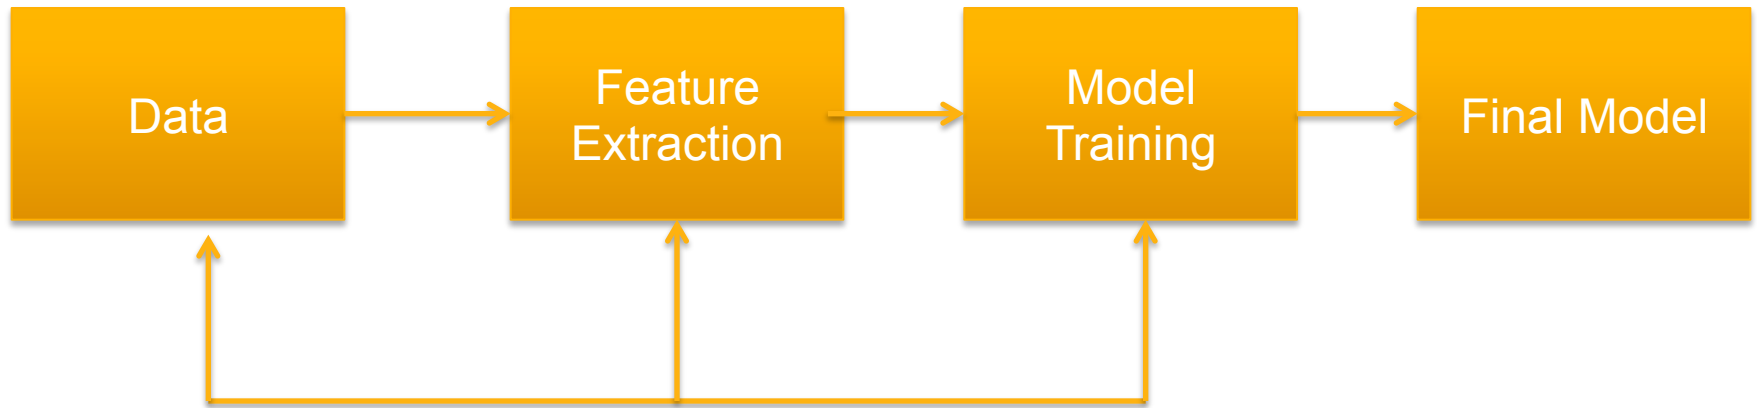 Data
Feature
Extraction
Model
Training
Final Model